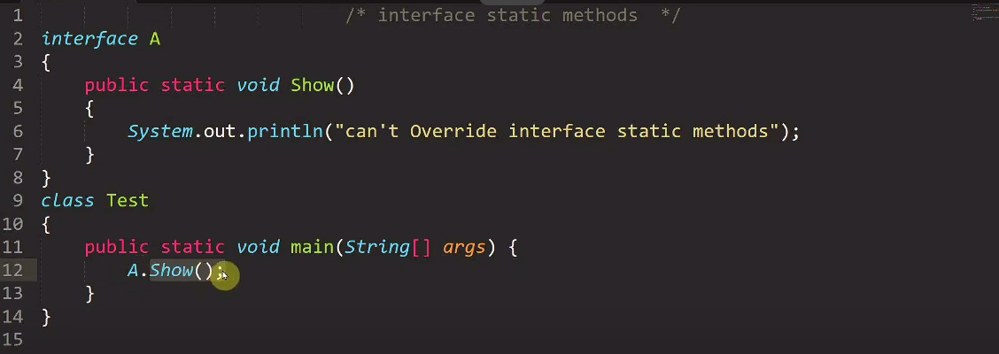 1 /* interface static methods */
2 interface A
3 {
4 public static void Show()
5 {
6 System.out.println("can't Override interface static methods");
7 }
8 }
9 class Test
10 {
11 public static void main(String[] args) {
12 A.Show();
13 }
14 }
15